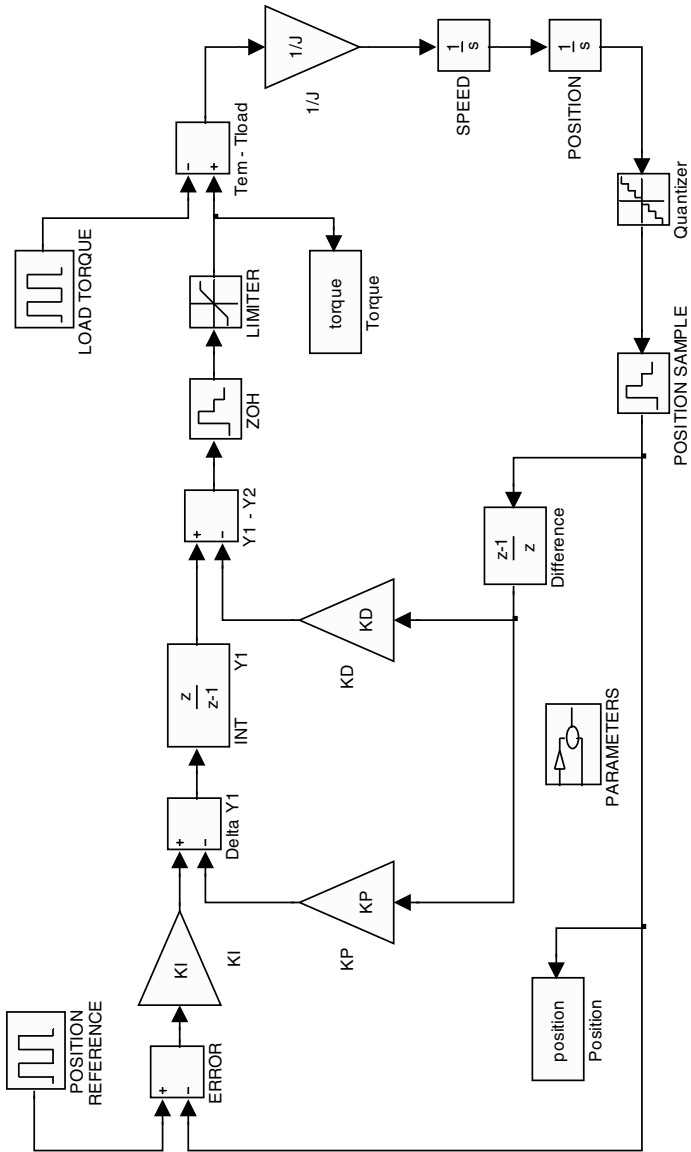 POSITION
REFERENCE
+
-
ERROR
KI
KI
+
-
Delta Y1
z
z-1
INT
Y1
+
-
Y1 - Y2
ZOH
LIMITER
LOAD TORQUE
-
+
Tem - Tload
1/J
1/J
1
s
SPEED
1
s
POSITION
Quantizer
POSITION SAMPLE
torque
Torque
KP
KP
KD
KD
z-1
z
Difference
PARAMETERS
position
Position